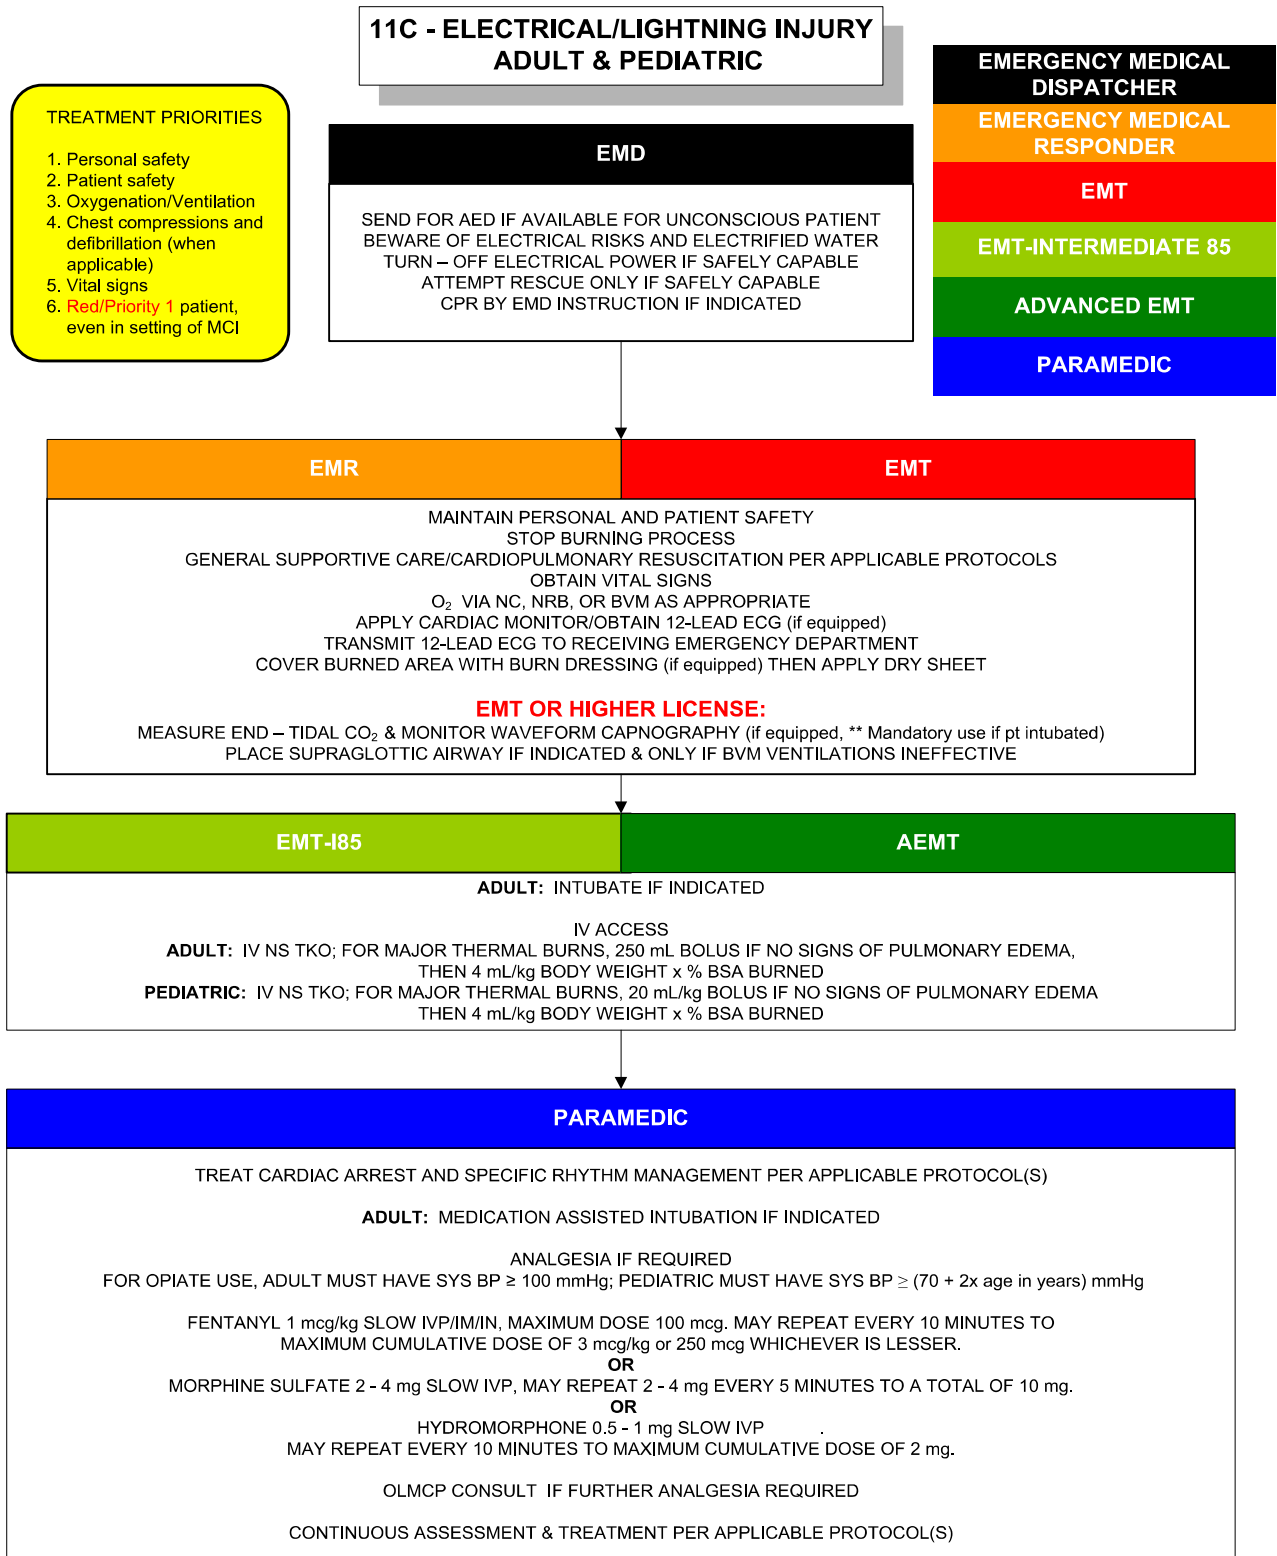 11C - ELECTRICAL/LIGHTNING INJURY
ADULT & PEDIATRIC
TREATMENT PRIORITIES
1. Personal safety
2. Patient safety
3. Oxygenation/Ventilation
4. Chest compressions and
defibrillation (when
applicable)
5. Vital signs
6. Red/Priority 1 patient,
even in setting of MCI
EMD
SEND FOR AED IF AVAILABLE FOR UNCONSCIOUS PATIENT
BEWARE OF ELECTRICAL RISKS AND ELECTRIFIED WATER
TURN – OFF ELECTRICAL POWER IF SAFELY CAPABLE
ATTEMPT RESCUE ONLY IF SAFELY CAPABLE
CPR BY EMD INSTRUCTION IF INDICATED
EMERGENCY MEDICAL
DISPATCHER
EMERGENCY MEDICAL
RESPONDER
EMT
EMT-INTERMEDIATE 85
ADVANCED EMT
PARAMEDIC
EMR
EMT
MAINTAIN PERSONAL AND PATIENT SAFETY
STOP BURNING PROCESS
GENERAL SUPPORTIVE CARE/CARDIOPULMONARY RESUSCITATION PER APPLICABLE PROTOCOLS
OBTAIN VITAL SIGNS
O₂ VIA NC, NRB, OR BVM AS APPROPRIATE
APPLY CARDIAC MONITOR/OBTAIN 12-LEAD ECG (if equipped)
TRANSMIT 12-LEAD ECG TO RECEIVING EMERGENCY DEPARTMENT
COVER BURNED AREA WITH BURN DRESSING (if equipped) THEN APPLY DRY SHEET
EMT OR HIGHER LICENSE:
MEASURE END – TIDAL CO₂ & MONITOR WAVEFORM CAPNOGRAPHY (if equipped, ** Mandatory use if pt intubated)
PLACE SUPRAGLOTTIC AIRWAY IF INDICATED & ONLY IF BVM VENTILATIONS INEFFECTIVE
EMT-I85
AEMT
ADULT: INTUBATE IF INDICATED
IV ACCESS
ADULT: IV NS TKO; FOR MAJOR THERMAL BURNS, 250 mL BOLUS IF NO SIGNS OF PULMONARY EDEMA,
THEN 4 mL/kg BODY WEIGHT x % BSA BURNED
PEDIATRIC: IV NS TKO; FOR MAJOR THERMAL BURNS, 20 mL/kg BOLUS IF NO SIGNS OF PULMONARY EDEMA
THEN 4 mL/kg BODY WEIGHT x % BSA BURNED
PARAMEDIC
TREAT CARDIAC ARREST AND SPECIFIC RHYTHM MANAGEMENT PER APPLICABLE PROTOCOL(S)
ADULT: MEDICATION ASSISTED INTUBATION IF INDICATED
ANALGESIA IF REQUIRED
FOR OPIATE USE, ADULT MUST HAVE SYS BP ≥ 100 mmHg; PEDIATRIC MUST HAVE SYS BP ≥ (70 + 2x age in years) mmHg
FENTANYL 1 mcg/kg SLOW IVP/IM/IN, MAXIMUM DOSE 100 mcg. MAY REPEAT EVERY 10 MINUTES TO
MAXIMUM CUMULATIVE DOSE OF 3 mcg/kg or 250 mcg WHICHEVER IS LESSER.
OR
MORPHINE SULFATE 2 - 4 mg SLOW IVP, MAY REPEAT 2 - 4 mg EVERY 5 MINUTES TO A TOTAL OF 10 mg.
OR
HYDROMORPHONE 0.5 - 1 mg SLOW IVP .
MAY REPEAT EVERY 10 MINUTES TO MAXIMUM CUMULATIVE DOSE OF 2 mg.
OLMCP CONSULT IF FURTHER ANALGESIA REQUIRED
CONTINUOUS ASSESSMENT & TREATMENT PER APPLICABLE PROTOCOL(S)